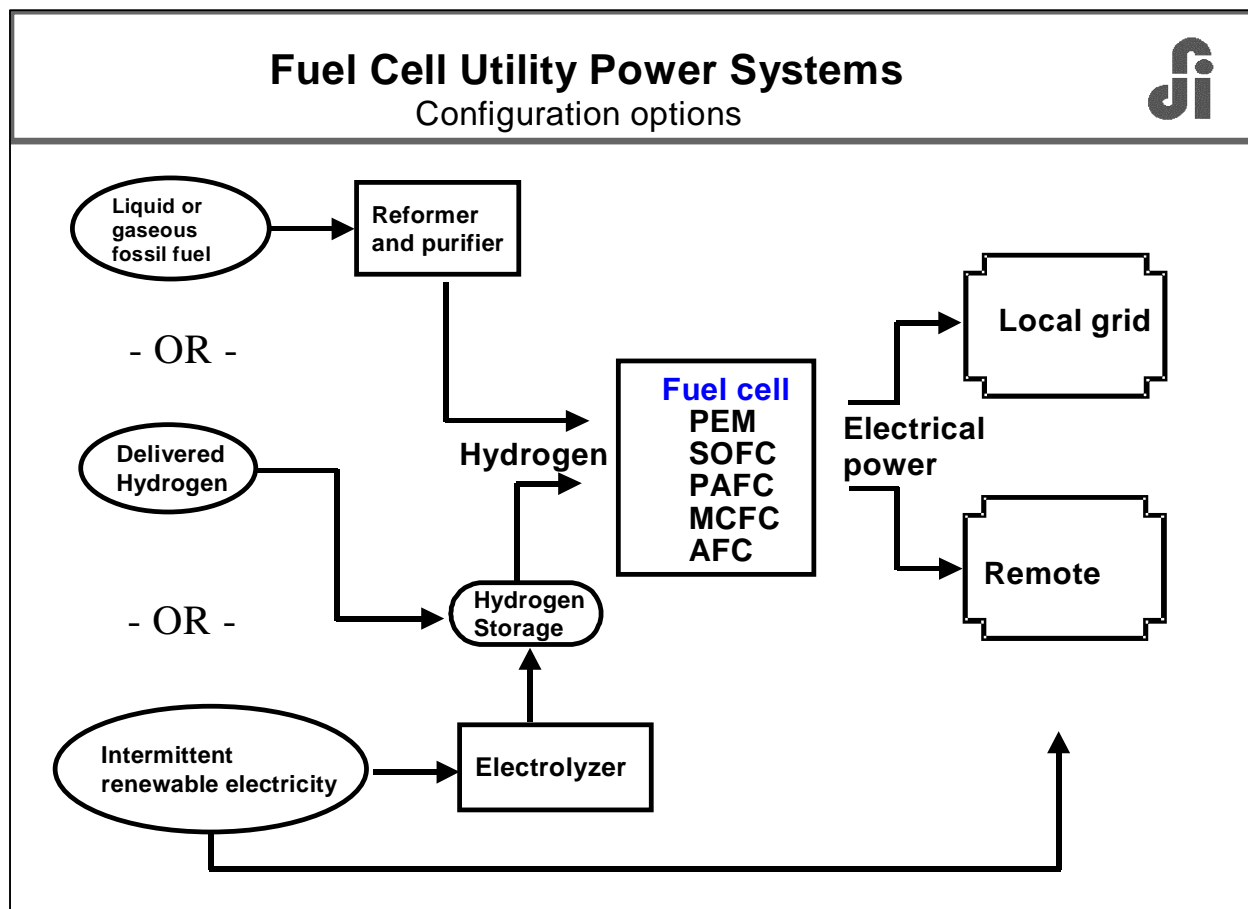 Fuel Cell Utility Power Systems
Configuration options
Liquid or
gaseous
fossil fuel
Reformer
and purifier
- OR -
Delivered
Hydrogen
- OR -
Intermittent
renewable electricity
Electrolyzer
Hydrogen
Storage
Hydrogen
Fuel cell
PEM
SOFC
PAFC
MCFC
AFC
Electrical
power
Local grid
Remote